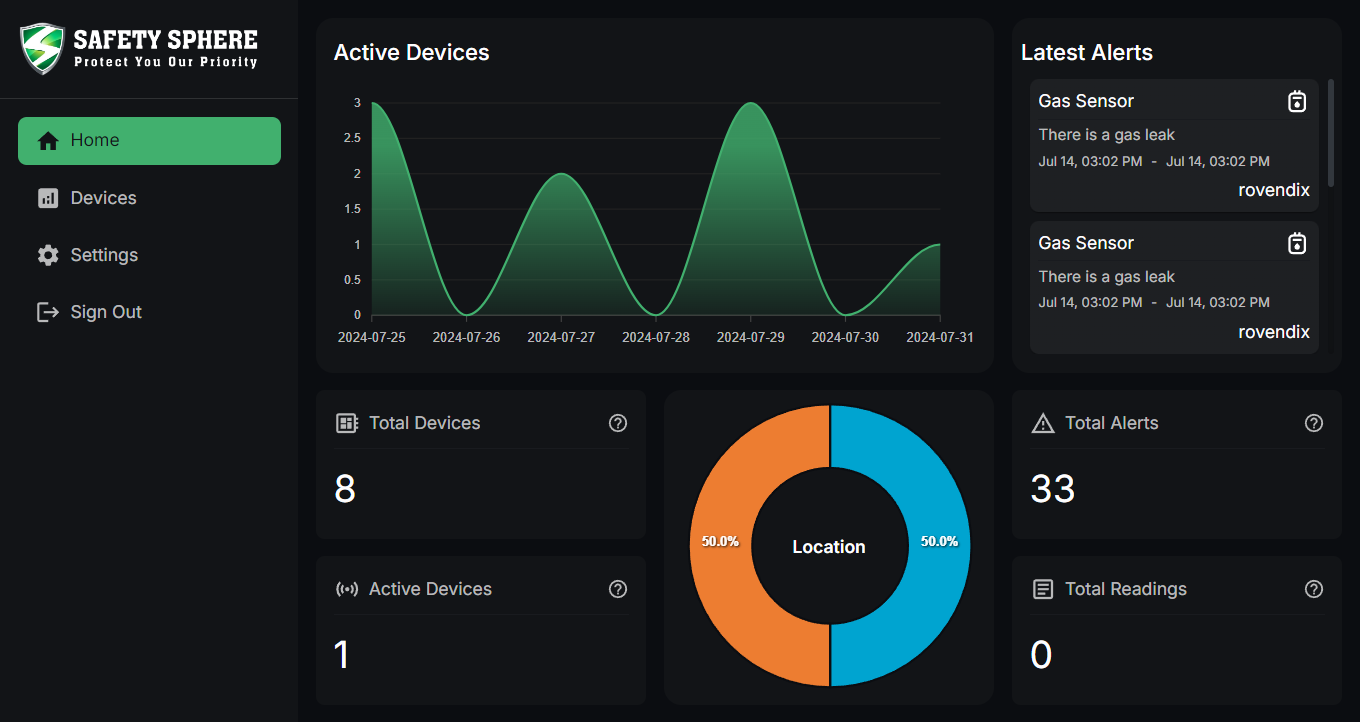 SAFETY SPHERE
Protect You Our Priority
Home
Devices
Settings
Sign Out
Active Devices
3
2.5
2
1.5
1
0.5
0
2024-07-25 2024-07-26 2024-07-27 2024-07-28 2024-07-29 2024-07-30 2024-07-31
Latest Alerts
Gas Sensor
There is a gas leak
Jul 14, 03:02 PM - Jul 14, 03:02 PM
rovendix
Gas Sensor
There is a gas leak
Jul 14, 03:02 PM - Jul 14, 03:02 PM
rovendix
Total Devices
8
Active Devices
1
50.0%
Location
50.0%
Total Alerts
33
Total Readings
0